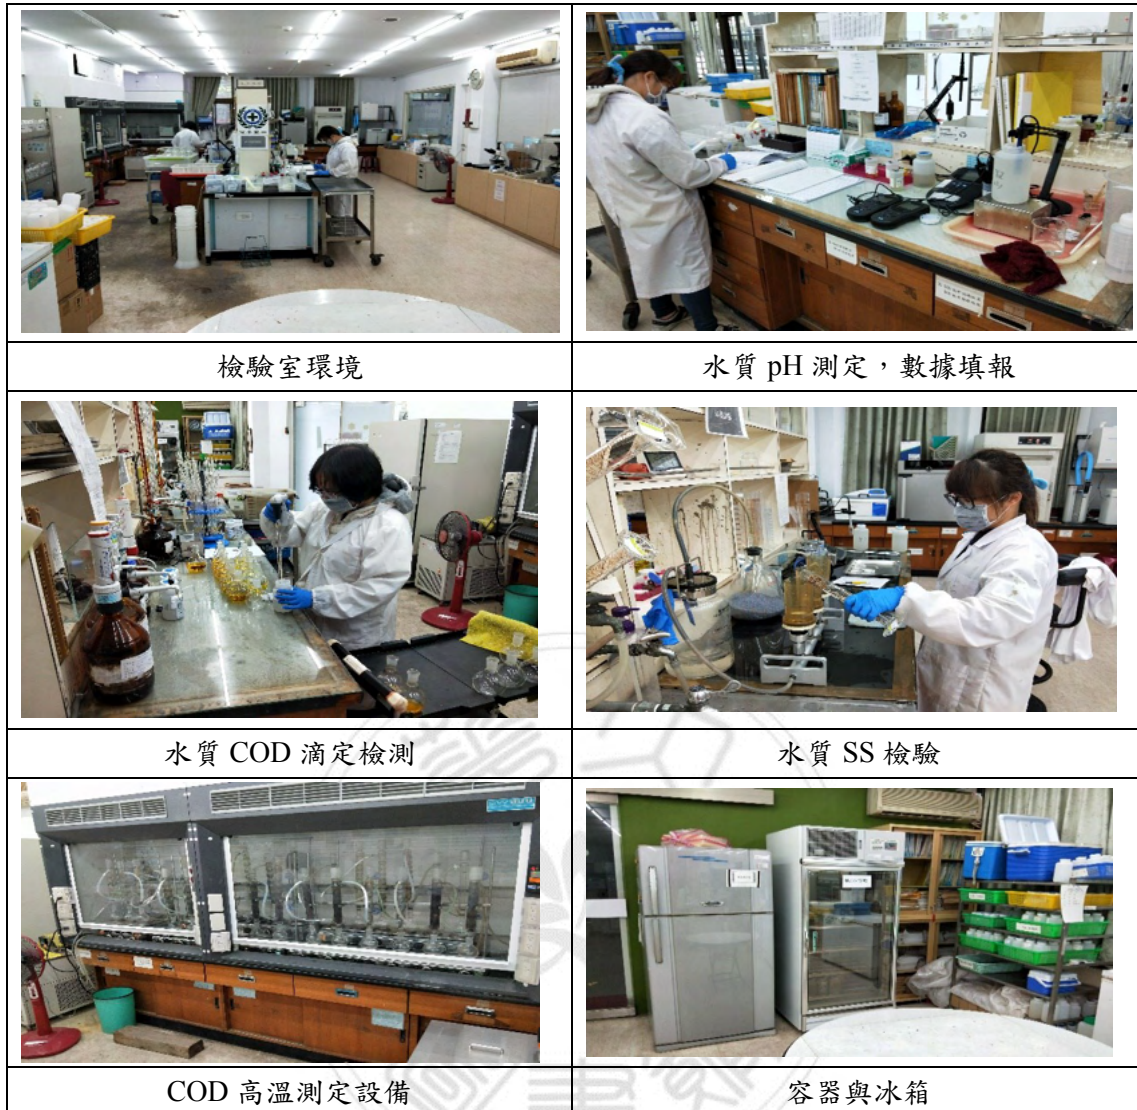 檢驗室環境
水質 pH 測定，數據填報
水質 COD 滴定檢測
水質 SS 檢驗
COD 高溫測定設備
容器與冰箱